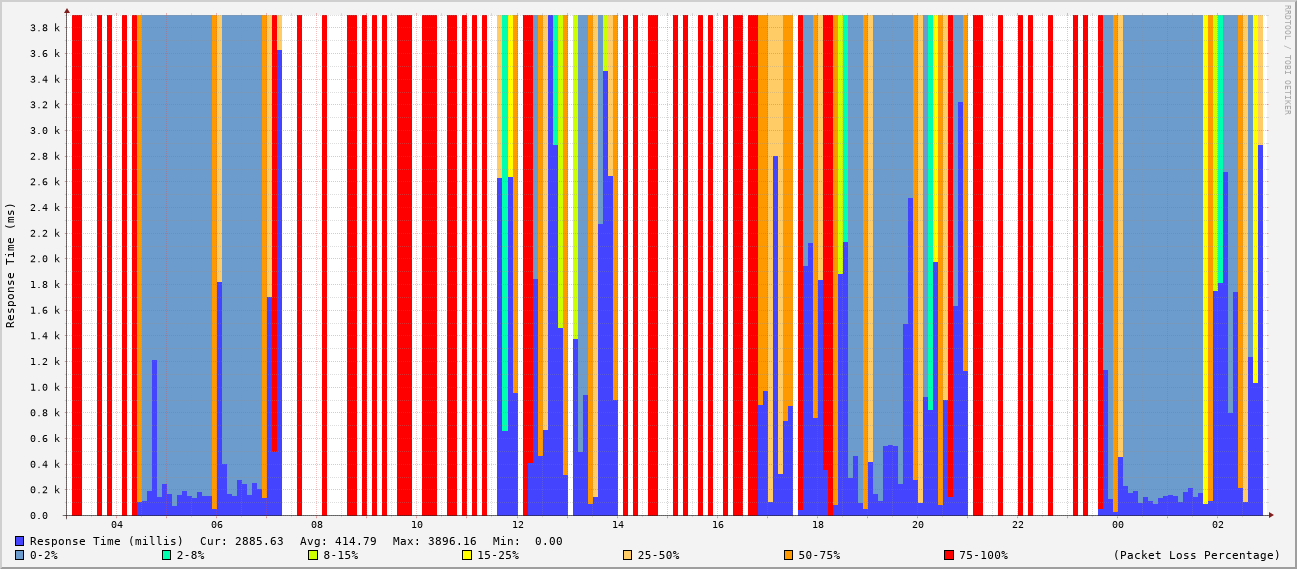 RRDTOOL / TOBI OETIKER
Response Time (ms)
3.8 k
3.6 k
3.4 k
3.2 k
3.0 k
2.8 k
2.6 k
2.4 k
2.2 k
2.0 k
1.8 k
1.6 k
1.4 k
1.2 k
1.0 k
0.8 k
0.6 k
0.4 k
0.2 k
0.0
04 06 08 10 12 14 16 18 20 22 00 02
Response Time (millis) Cur: 2885.63 Avg: 414.79 Max: 3896.16 Min: 0.00
0-2% 2-8% 8-15% 15-25% 25-50% 50-75% 75-100% (Packet Loss Percentage)